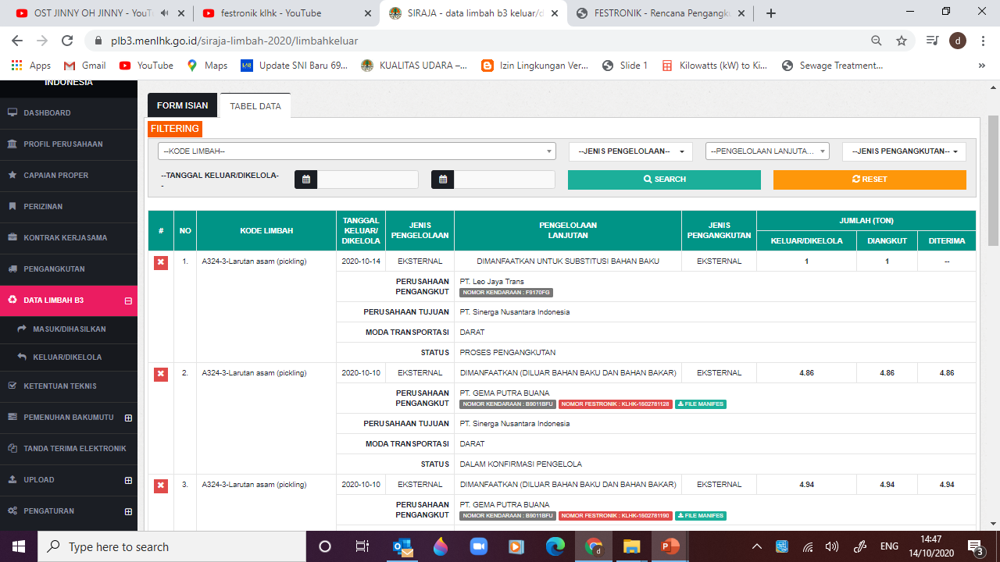 OST JINNY OH JINNY - YouT
festronik klhk - YouTube
SIRAJA - data limbah b3 keluar/d
FESTRONIK - Rencana Pengangku
plb3.menlhk.go.id/siraja-limbah-2020/limbahkeluar
d
Apps
Gmail
YouTube
Maps
Update SNI Baru 69...
KUALITAS UDARA –...
Izin Lingkungan Ver...
Slide 1
Kilowatts (kW) to Ki...
Sewage Treatment...
»
INDONESIA
DASHBOARD
PROFIL PERUSAHAAN
CAPAIAN PROPER
PERIZINAN
KONTRAK KERJASAMA
PENGANGKUTAN
DATA LIMBAH B3
MASUK/DIHASILKAN
KELUAR/DIKELOLA
KETENTUAN TEKNIS
PEMENUHAN BAKUMUTU
TANDA TERIMA ELEKTRONIK
UPLOAD
PENGATURAN
FORM ISIAN
TABEL DATA
FILTERING
--KODE LIMBAH--
--JENIS PENGELOLAAN--
--PENGELOLAAN LANJUTA...
--JENIS PENGANGKUTAN--
--TANGGAL KELUAR/DIKELOLA-
-
SEARCH
RESET
# NO KODE LIMBAH TANGGAL KELUAR/ DIKELOLA JENIS PENGELOLAAN PENGELOLAAN LANJUTAN JENIS PENGANGKUTAN JUMLAH (TON)
KELUAR/DIKELOLA DIANGKUT DITERIMA
1. A324-3-Larutan asam (pickling) 2020-10-14 EKSTERNAL DIMANFAATKAN UNTUK SUBSTITUSI BAHAN BAKU EKSTERNAL 1 1 --
PERUSAHAAN PENGANGKUT PT. Leo Jaya Trans
NOMOR KENDARAAN : F9170FG
PERUSAHAAN TUJUAN PT. Sinerga Nusantara Indonesia
MODA TRANSPORTASI DARAT
STATUS PROSES PENGANGKUTAN
2. A324-3-Larutan asam (pickling) 2020-10-10 EKSTERNAL DIMANFAATKAN (DILUAR BAHAN BAKU DAN BAHAN BAKAR) EKSTERNAL 4.86 4.86 4.86
PERUSAHAAN PENGANGKUT PT. GEMA PUTRA BUANA
NOMOR KENDARAAN : B9011BFU NOMOR FESTRONIK : KLHK-1602781128 FILE MANIFES
PERUSAHAAN TUJUAN PT. Sinerga Nusantara Indonesia
MODA TRANSPORTASI DARAT
STATUS DALAM KONFIRMASI PENGELOLA
3. A324-3-Larutan asam (pickling) 2020-10-10 EKSTERNAL DIMANFAATKAN (DILUAR BAHAN BAKU DAN BAHAN BAKAR) EKSTERNAL 4.94 4.94 4.94
PERUSAHAAN PENGANGKUT PT. GEMA PUTRA BUANA
NOMOR KENDARAAN : B9011BFU NOMOR FESTRONIK : KLHK-1602781190 FILE MANIFES
Type here to search
ENG
14:47
14/10/2020
3